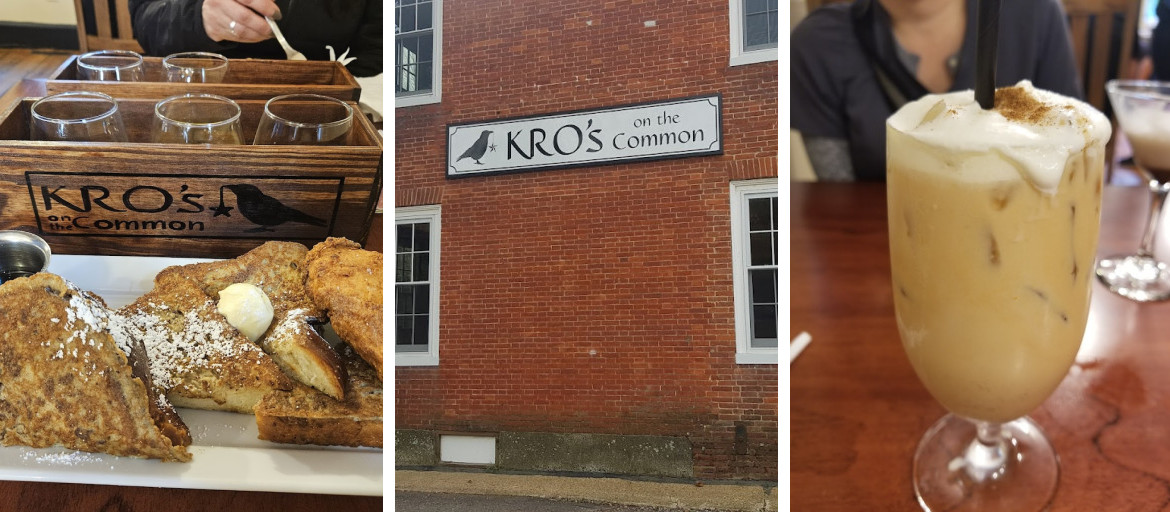 KRO's
on
the Common
KRO's on the
Common